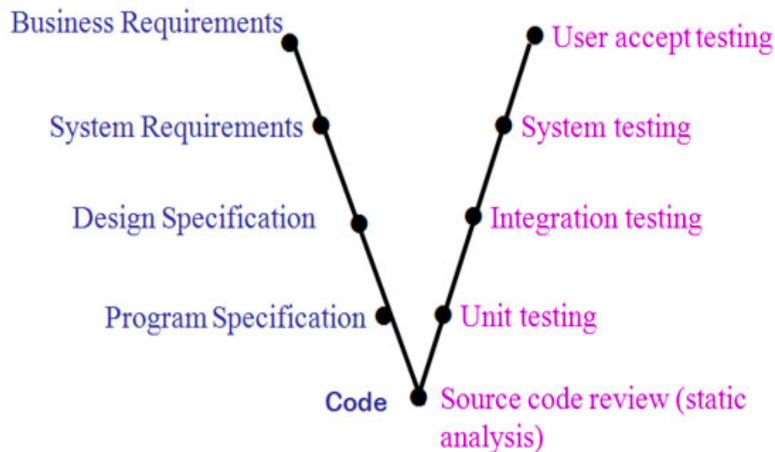 Business Requirements
User accept testing
System Requirements
System testing
Design Specification
Integration testing
Program Specification
Unit testing
Code
Source code review (static
analysis)